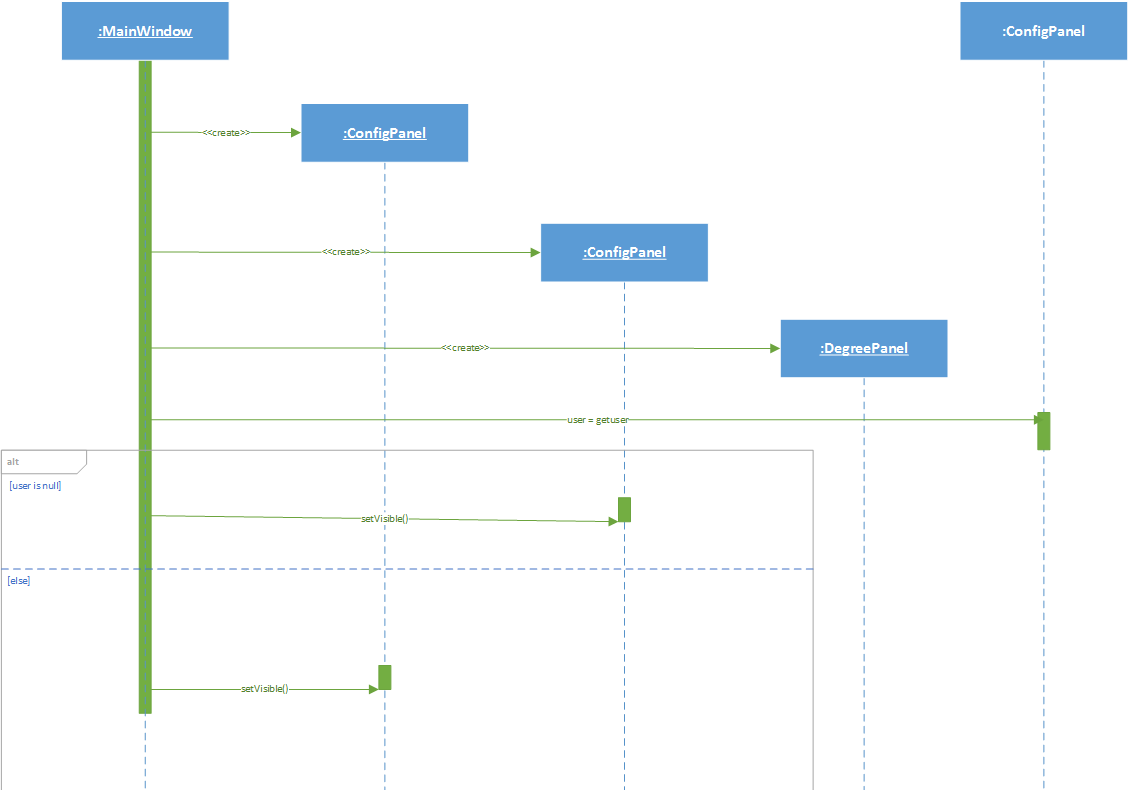 :MainWindow
:ConfigPanel
<<create>>
:ConfigPanel
<<create>>
:ConfigPanel
<<create>>
:DegreePanel
user = getuser
alt
[user is null]
setVisible()
[else]
setVisible()